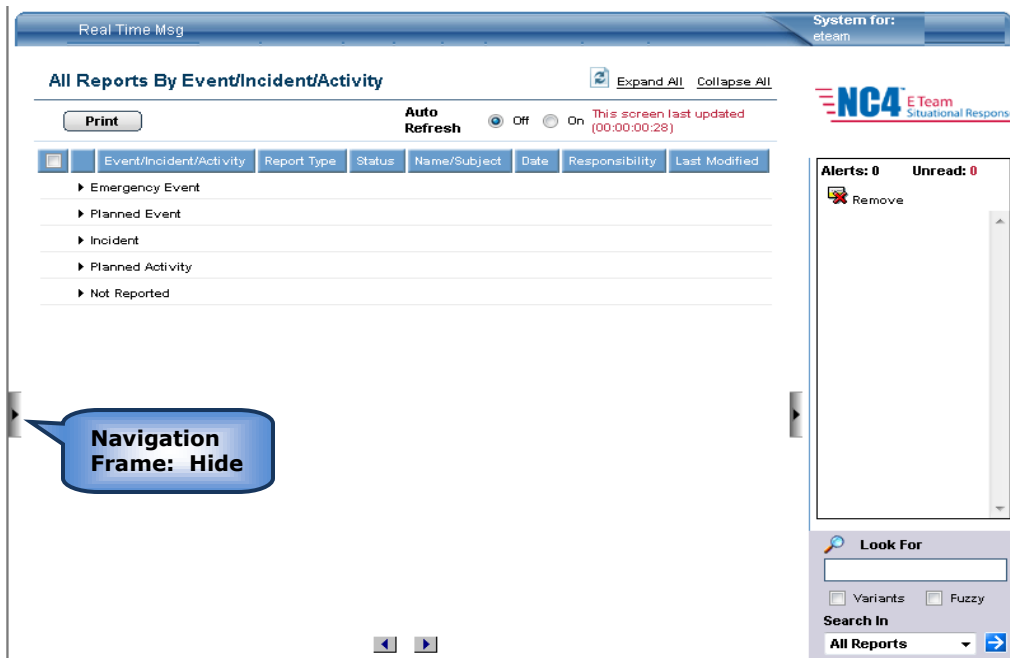 Real Time Msg
System for:
eteam
All Reports By Event/Incident/Activity
Expand All Collapse All
NC4 E Team
Situational Respons
Print
Auto
Refresh
Off On
This screen last updated
(00:00:00:28)
Event/Incident/Activity Report Type Status Name/Subject Date Responsibility Last Modified
Emergency Event
Planned Event
Incident
Planned Activity
Not Reported
Alerts: 0 Unread: 0
Remove
Navigation
Frame: Hide
Look For
Variants Fuzzy
Search In
All Reports